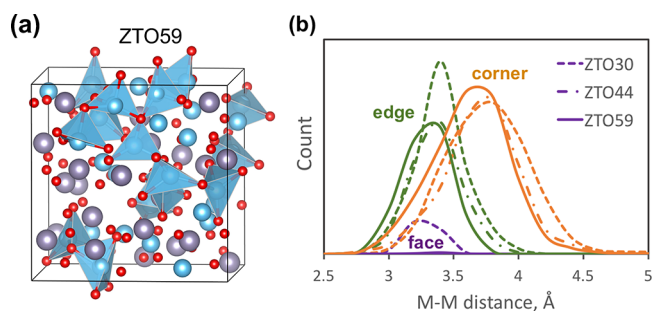 (a)
ZTO59
(b)
corner
edge
face
ZTO30
ZTO44
ZTO59
Count
2.5 3 3.5 4 4.5 5
M-M distance, Å